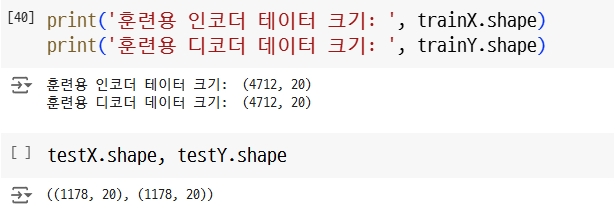 [40] print('훈련용 인코더 데이터 크기: ', trainX.shape)
print('훈련용 디코더 데이터 크기: ', trainY.shape)
훈련용 인코더 테이터 크기:  (4712, 20)
훈련용 디코더 데이터 크기:  (4712, 20)
[ ] testX.shape, testY.shape
((1178, 20), (1178, 20))